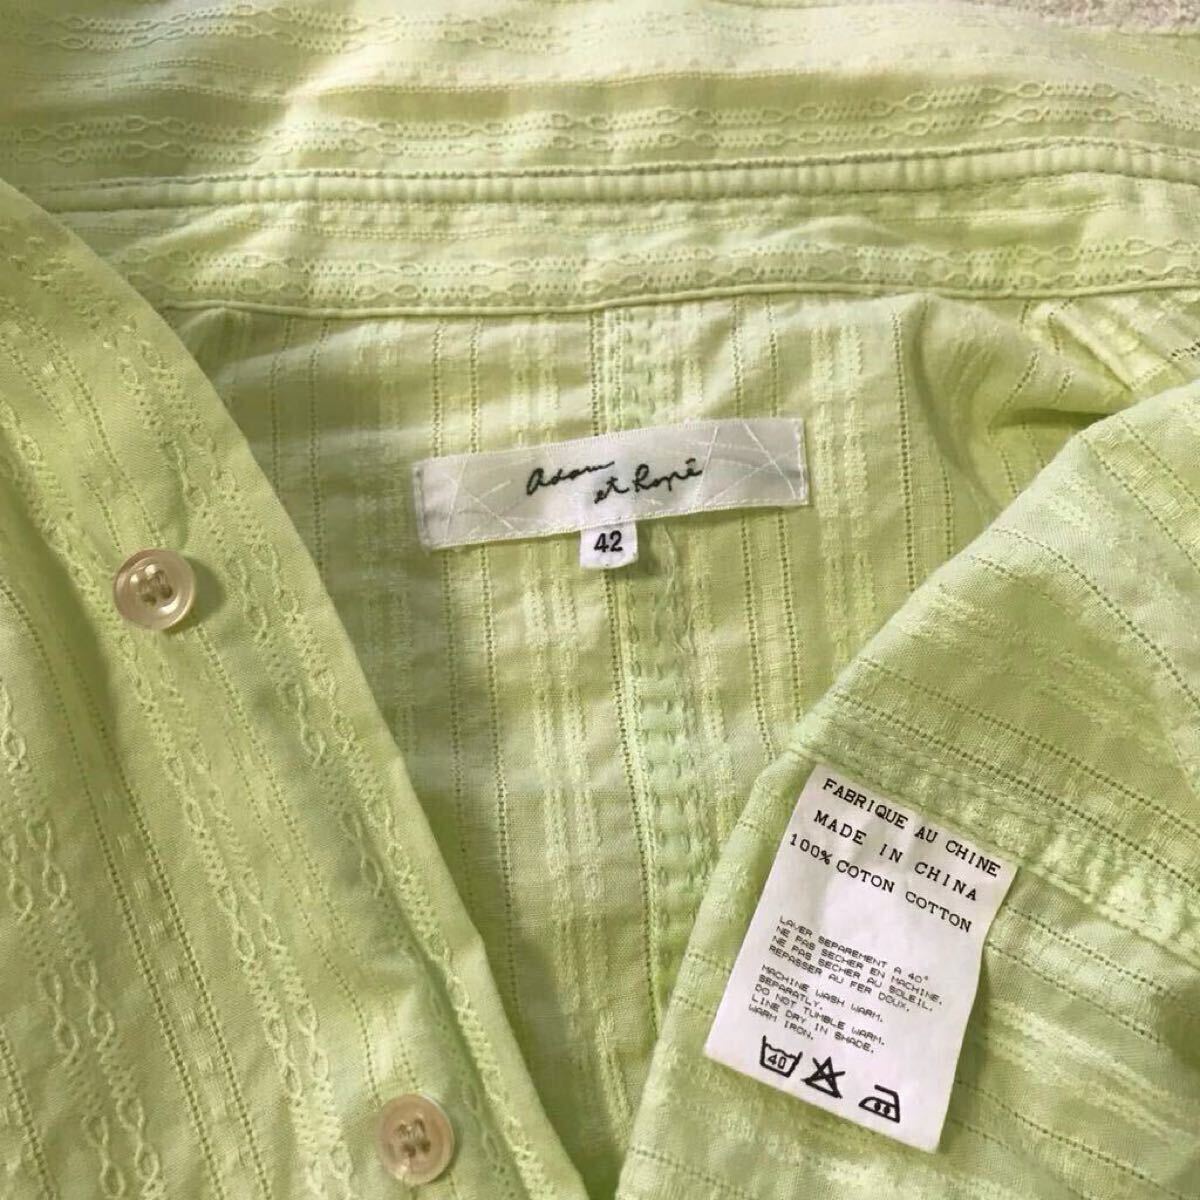 Adam
et Ropé
42
FABRIQUE AU CHINE
MADE IN CHINA
100% COTON COTTON
LAVER SEPAREMENT A 40°
NE PAS SECHER EN MACHINE.
NE PAS SECHER AU SOLEIL.
REPASSER AU FER DOUX.
MACHINE WASH WARM.
SEPARATLY.
DO NOT TUMBLE WARM.
LINE DRY IN SHADE.
WARM IRON.
40